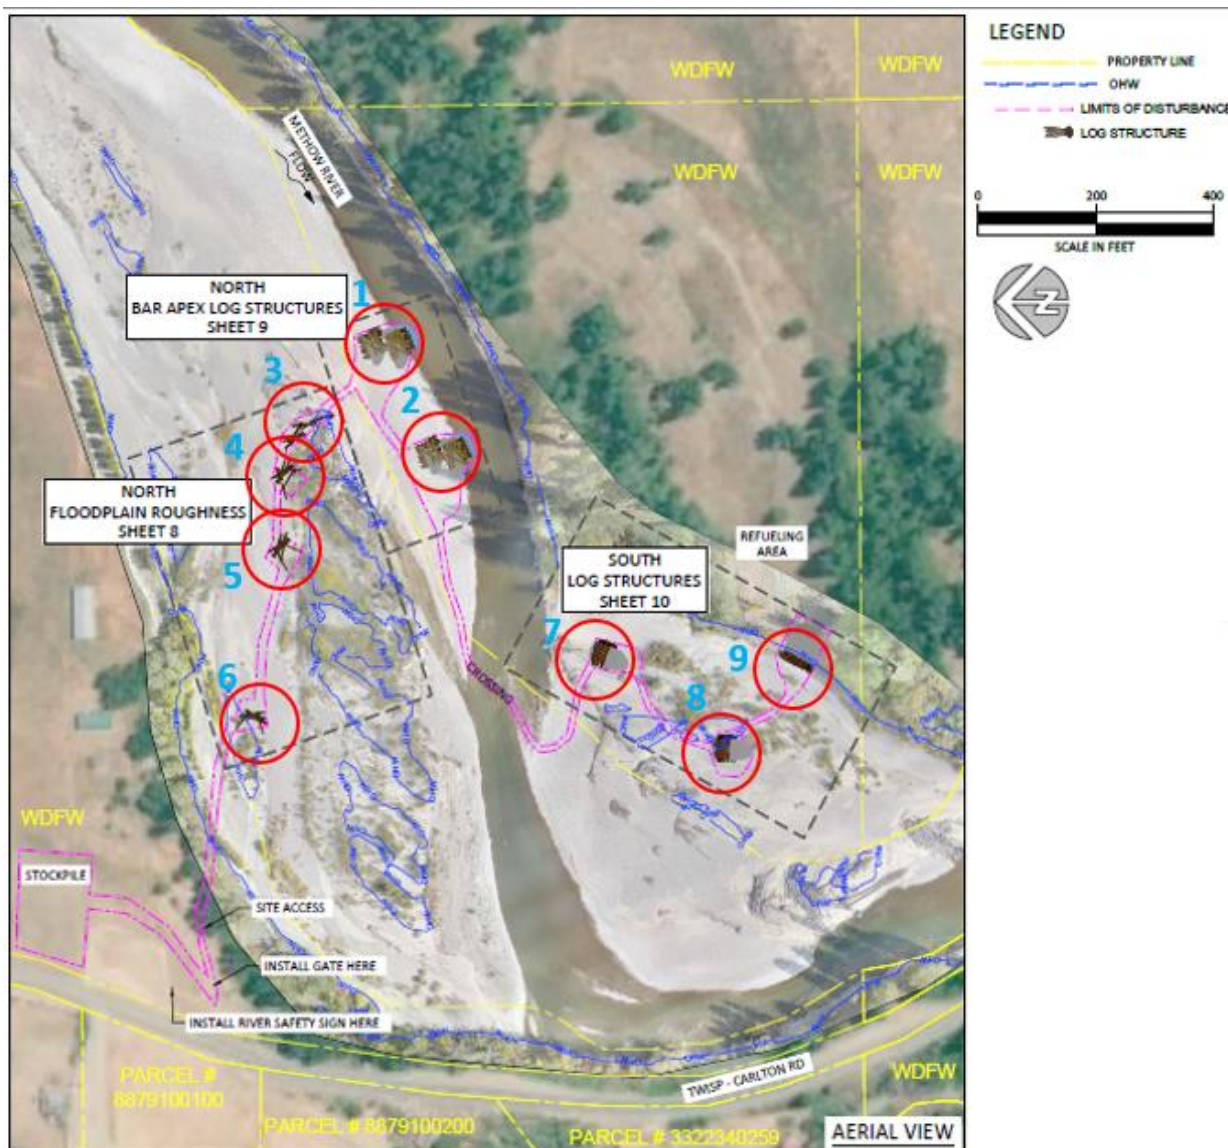 LEGEND
PROPERTY LINE
OHW
LIMITS OF DISTURBANCE
LOG STRUCTURE
0 200 400
SCALE IN FEET
Z
WDFW
WDFW
WDFW
WDFW
METHOW RIVER
FLOW
NORTH
BAR APEX LOG STRUCTURES
SHEET 9
1
2
3
4
NORTH
FLOODPLAIN ROUGHNESS
SHEET 8
5
6
REFUELING
AREA
SOUTH
LOG STRUCTURES
SHEET 10
7
8
9
CROSSING
WDFW
STOCKPILE
SITE ACCESS
INSTALL GATE HERE
INSTALL RIVER SAFETY SIGN HERE
TWISP - CARLTON RD
WDFW
PARCEL #
8879100100
PARCEL # 8879100200
PARCEL # 3322340259
AERIAL VIEW